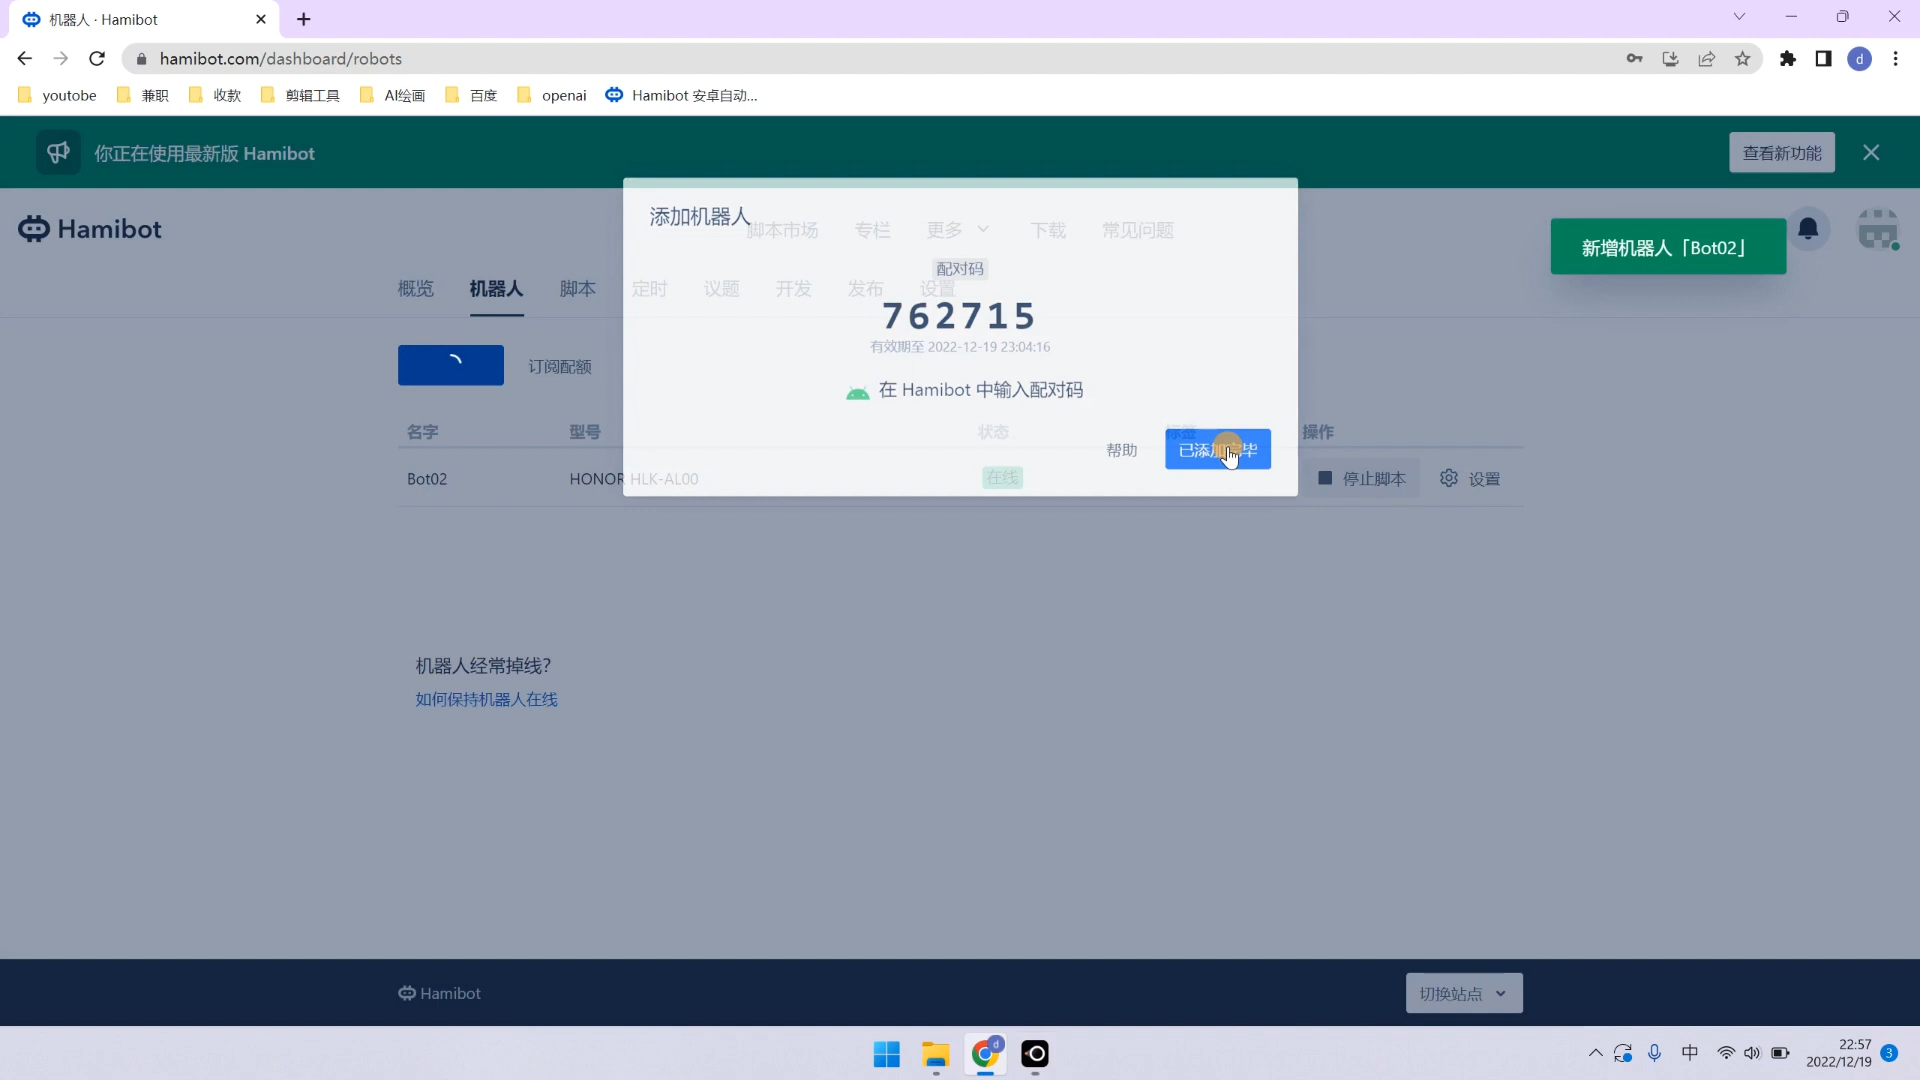 机器人 · Hamibot
hamibot.com/dashboard/robots
d
youtobe
兼职
收款
剪辑工具
AI绘画
百度
openai
Hamibot 安卓自动...
你正在使用最新版 Hamibot
查看新功能
Hamibot
脚本市场
专栏
更多
下载
常见问题
新增机器人「Bot02」
添加机器人
配对码
762715
有效期至 2022-12-19 23:04:16
在 Hamibot 中输入配对码
帮助
已添加完毕
概览
机器人
脚本
定时
议题
开发
发布
设置
订阅配额
名字
型号
状态
标签
操作
Bot02
HONOR HLK-AL00
在线
停止脚本
设置
机器人经常掉线?
如何保持机器人在线
Hamibot
切换站点
d
中
22:57
2022/12/19
3